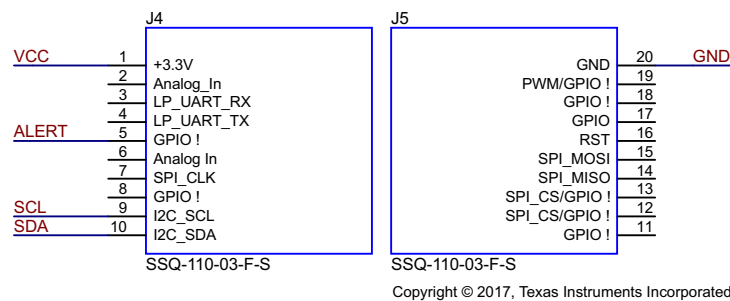 J4
VCC 1 +3.3V
2 Analog_In
3 LP_UART_RX
4 LP_UART_TX
ALERT 5 GPIO !
6 Analog In
7 SPI_CLK
8 GPIO !
SCL 9 I2C_SCL
SDA 10 I2C_SDA
SSQ-110-03-F-S
J5
GND 20 GND
PWM/GPIO ! 19
GPIO ! 18
GPIO 17
RST 16
SPI_MOSI 15
SPI_MISO 14
SPI_CS/GPIO ! 13
SPI_CS/GPIO ! 12
GPIO ! 11
SSQ-110-03-F-S
Copyright © 2017, Texas Instruments Incorporated